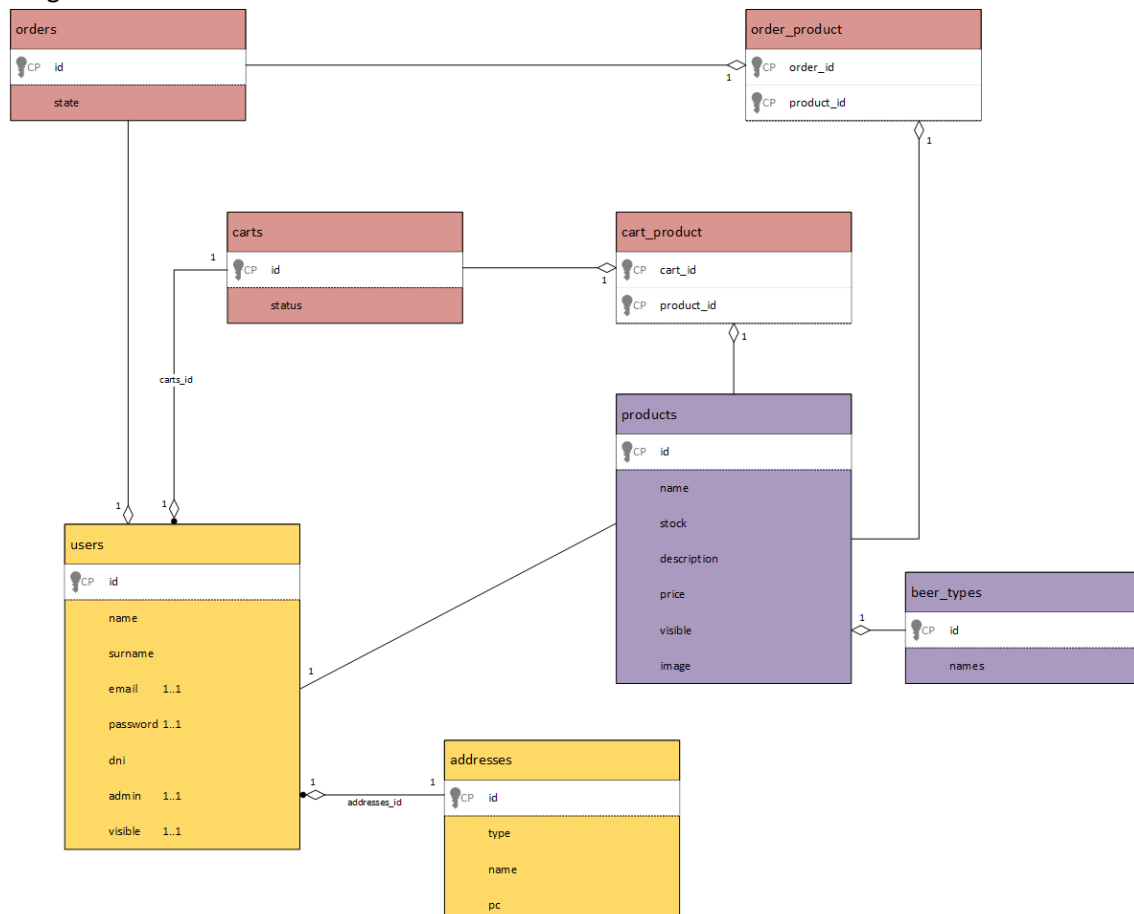 orders
CP id
state
order_product
CP order_id
CP product_id
1
1
carts
CP id
status
1
cart_product
CP cart_id
CP product_id
1
1
carts_id
products
CP id
name
stock
description
price
visible
image
1
beer_types
CP id
names
1
1
users
CP id
name
surname
email 1..1
password 1..1
dni
admin 1..1
visible 1..1
1
1
1
addresses_id
addresses
CP id
type
name
pc